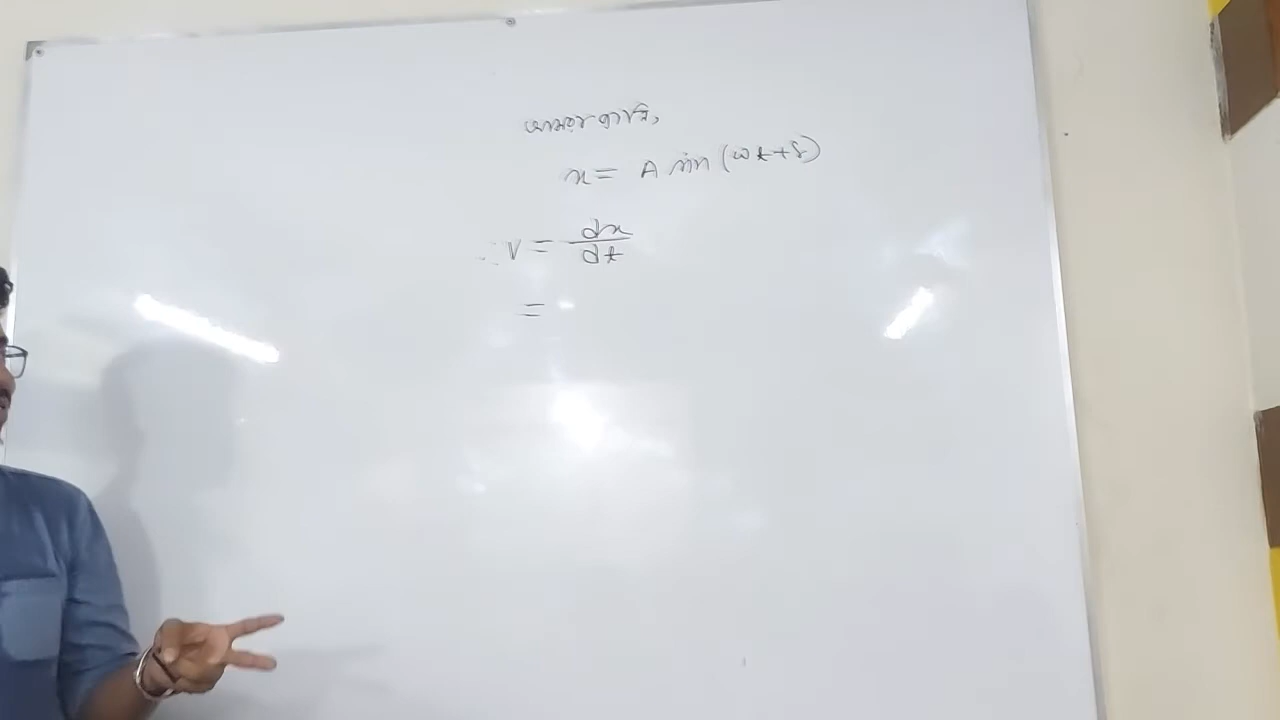 আমরা জানি,
x = A sin (ωt+δ)
∴ v = dx/dt
=